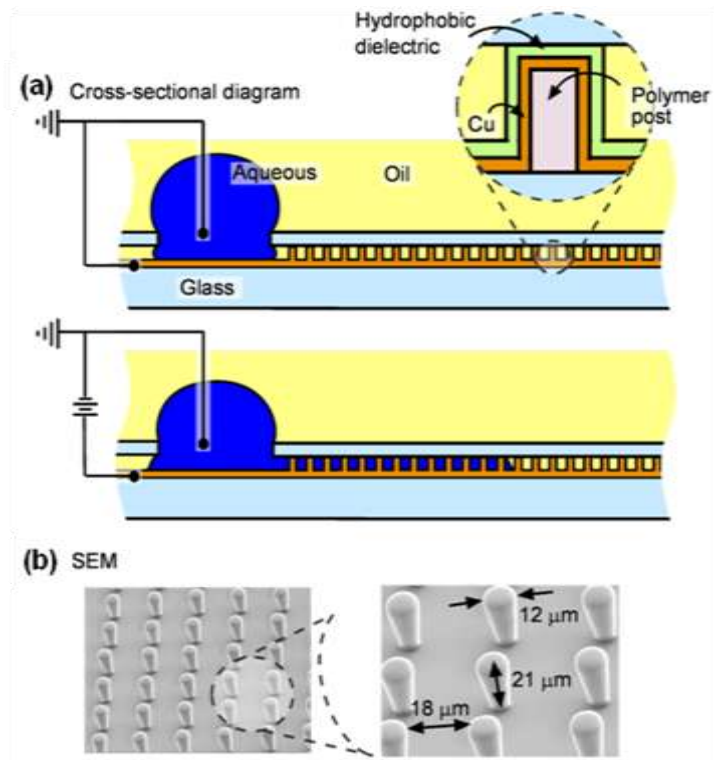 Hydrophobic
dielectric
(a) Cross-sectional diagram
Polymer
post
Cu
Aqueous
Oil
Glass
(b) SEM
12 μm
21 μm
18 μm